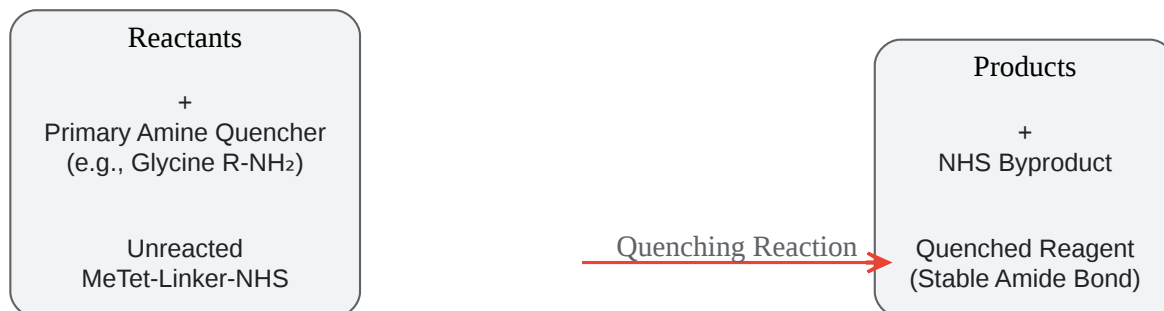 Reactants
+
Primary Amine Quencher
(e.g., Glycine R-NH₂)
Unreacted
MeTet-Linker-NHS
Quenching Reaction
Products
+
NHS Byproduct
Quenched Reagent
(Stable Amide Bond)